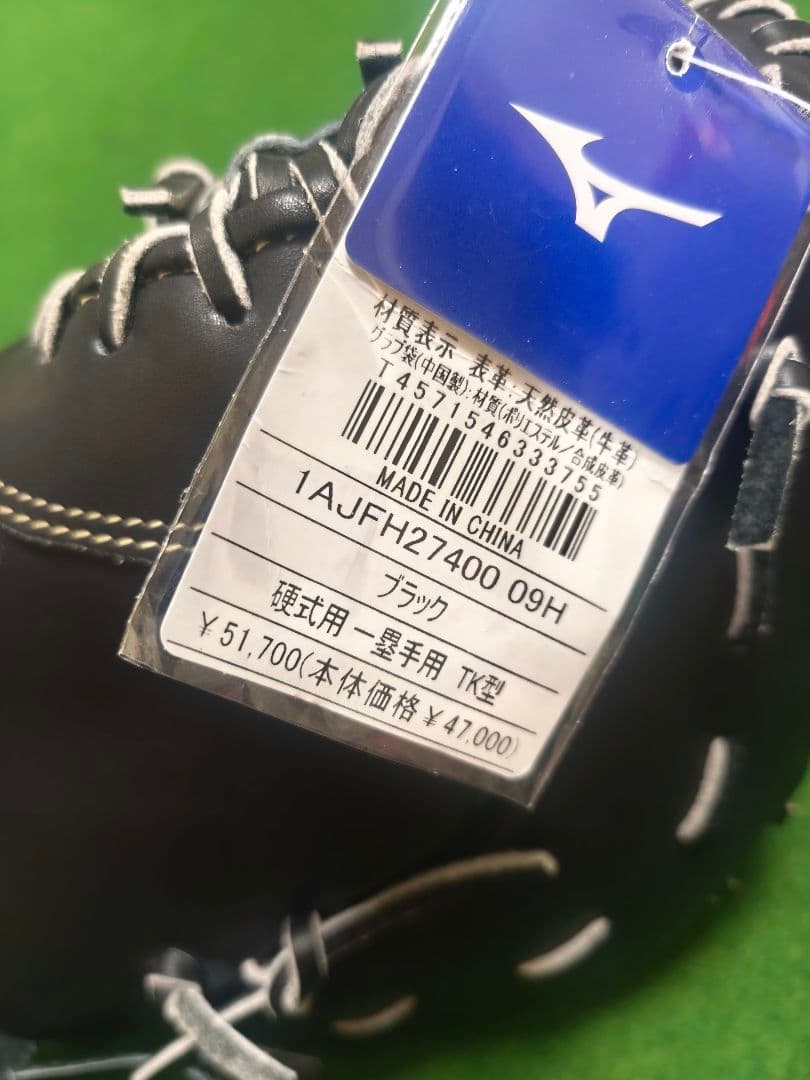 材質表示 表革:天然皮革(牛革)
グラブ袋(中国製):材質(ポリエステル/合成皮革)
T4571546333755
MADE IN CHINA
1AJFH27400 09H
ブラック
硬式用 一塁手用 TK型
¥51,700(本体価格¥47,000)